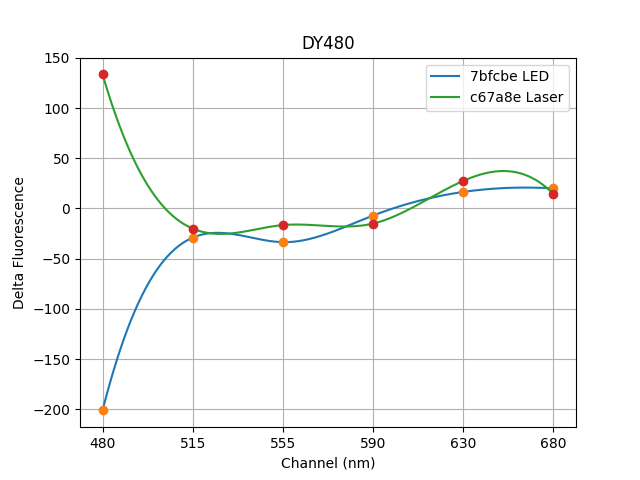 DY480
7bfcbe LED
c67a8e Laser
150
100
50
0
−50
−100
−150
−200
Delta Fluorescence
480 515 555 590 630 680
Channel (nm)